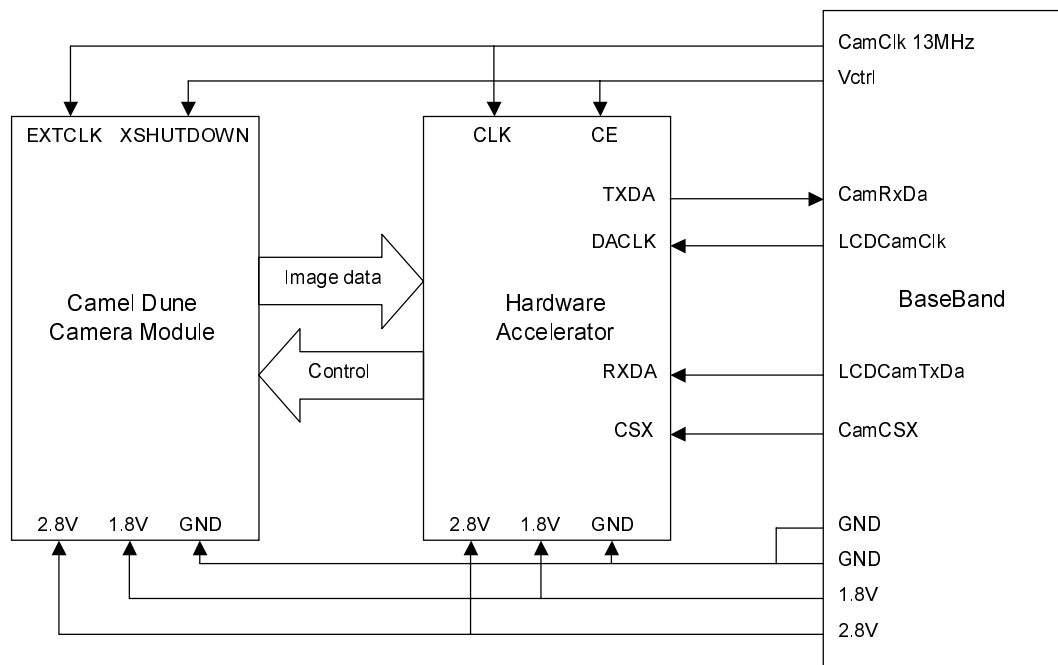 CamClk 13MHz
Vctrl
EXTCLK XSHUTDOWN
CLK CE
TXDA
CamRxDa
DACLK
LCDCamClk
Image data
Camel Dune
Camera Module
Hardware
Accelerator
BaseBand
Control
RXDA
LCDCamTxDa
CSX
CamCSX
2.8V 1.8V GND
2.8V 1.8V GND
GND
GND
1.8V
2.8V